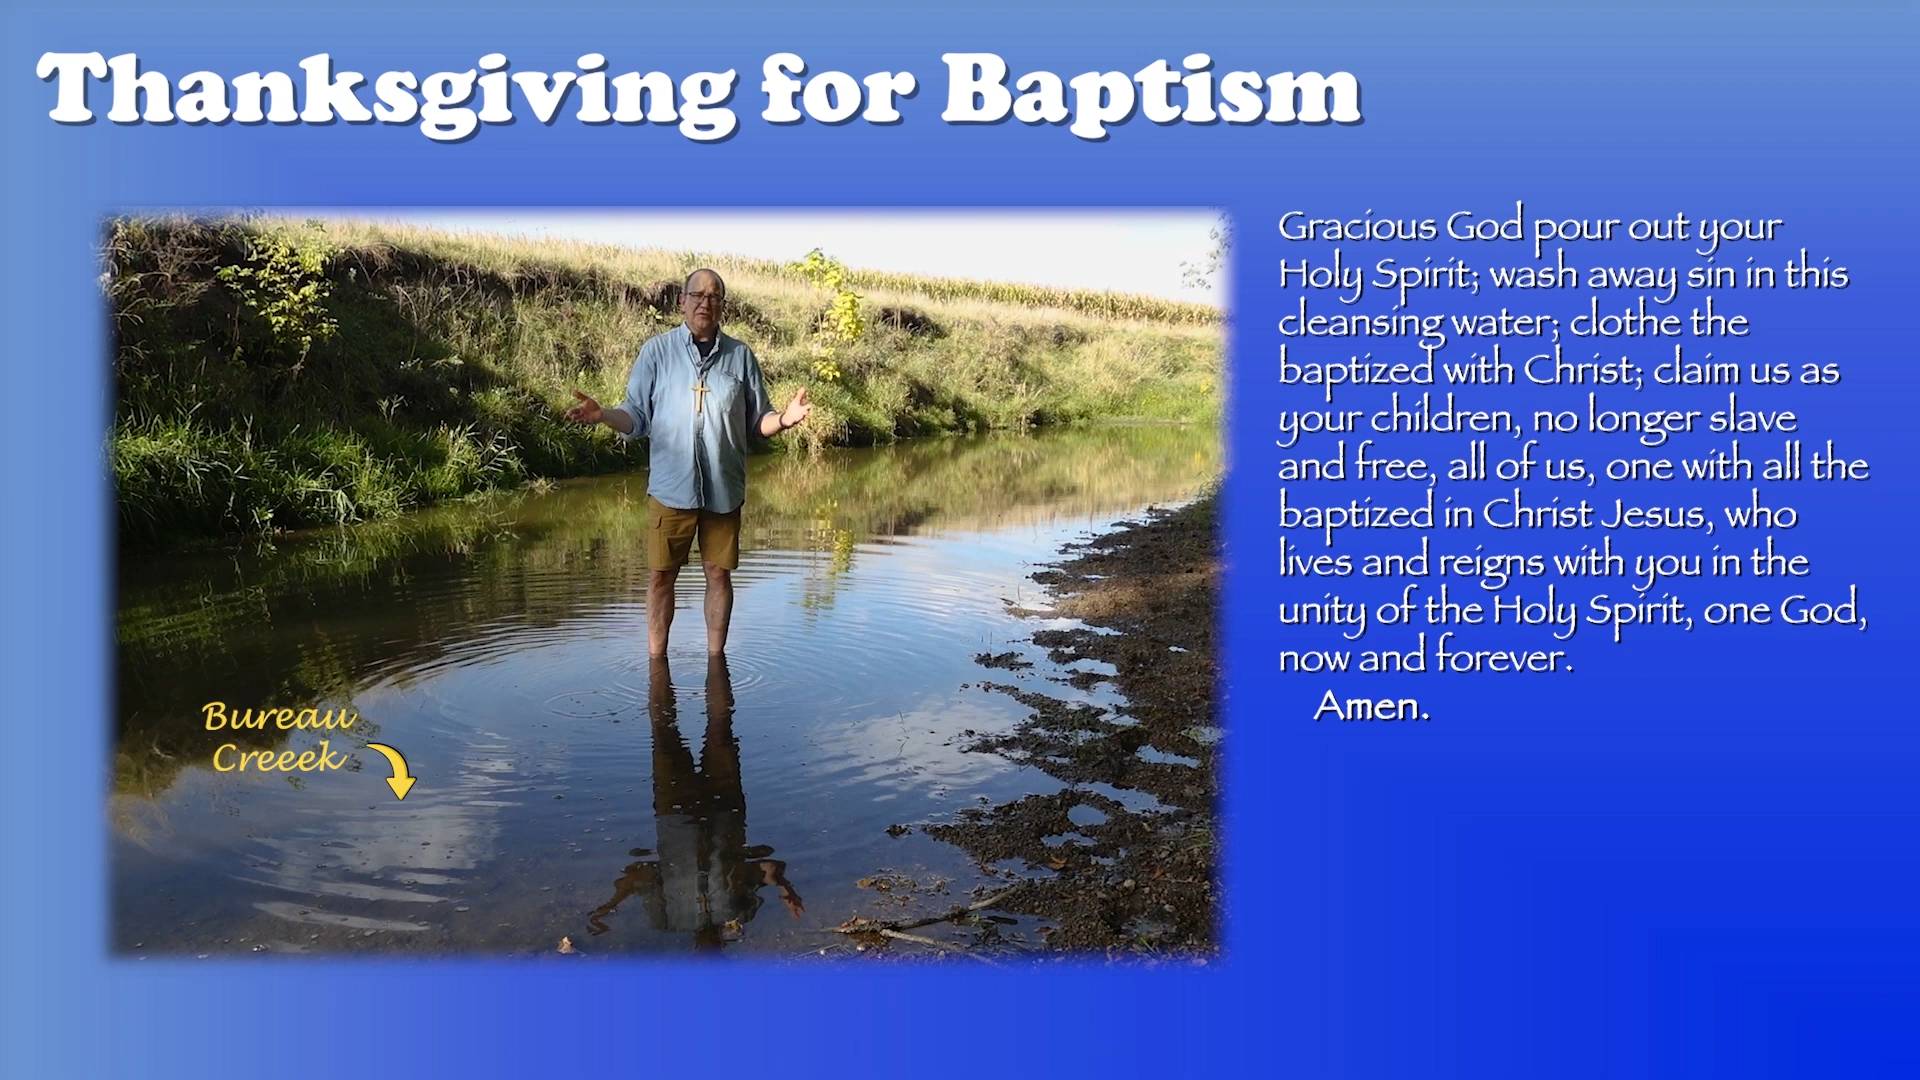 Thanksgiving for Baptism
Gracious God pour out your
Holy Spirit; wash away sin in this
cleansing water; clothe the
baptized with Christ; claim us as
your children, no longer slave
and free, all of us, one with all the
baptized in Christ Jesus, who
lives and reigns with you in the
unity of the Holy Spirit, one God,
now and forever.
Amen.
Bureau
Creeek